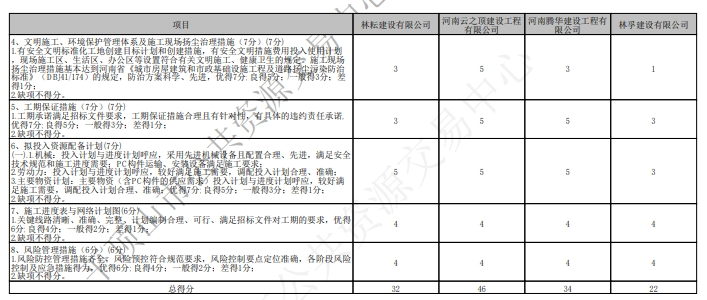 项目 林耘建设有限公司 河南云之顶建设工程有限公司 河南腾华建设工程有限公司 林孚建设有限公司
4、文明施工、环境保护管理体系及施工现场扬尘治理措施（7分）(7分)
1.有安全文明标准化工地创建目标计划和创建措施，有安全文明措施费用投入使用计划
，现场施工区、生活区、办公区等设置符合有关文明施工、健康卫生的规定。施工现场
扬尘治理措施基本达到河南省《城市房屋建筑和市政基础设施工程及道路扬尘污染防治
标准》（DBJ41/174）的规定，防治方案科学、先进，优得7分:良得5分；一般得3分；差
得1分；
2.缺项不得分。
3 5 3 1
5、工期保证措施（7分）(7分)
1.工期承诺满足招标文件要求，工期保证措施合理且有针对性，有具体的违约责任承诺.
优得7分:良得5分；一般得3分；差得1分；
2.缺项不得分。
3 5 5 3
6、拟投入资源配备计划(7分)
(一)1.机械：投入计划与进度计划呼应，采用先进机械设备且配置合理、先进，满足安全
技术规范和施工进度需要；PC构件运输、安装设备满足施工要求；
2.劳动力：投入计划与进度计划呼应，较好满足施工需要，调配投入计划合理、准确；
3.主要物资计划：主要物资（含PC构件的供应需求）投入计划与进度计划呼应，较好满
足施工需要，调配投入计划合理、准确；优得7分:良得5分；一般得3分；差得1分；
2.缺项不得分。
5 5 5 3
7、施工进度表与网络计划图(6分)
1.关键线路清晰、准确、完整、计划编制合理、可行、满足招标文件对工期的要求，优得
6分:良得4分；一般得2分；差得1分；
2.缺项不得分。
4 4 4 4
8、风险管理措施（6分）(6分)
1.风险防控管理措施齐全，风险预控符合规范要求，风险控制要点定位准确，各阶段风险
控制及应急措施得力，优得6分:良得4分；一般得2分；差得1分；
2.缺项不得分。
4 4 4 4
总得分 32 46 34 22